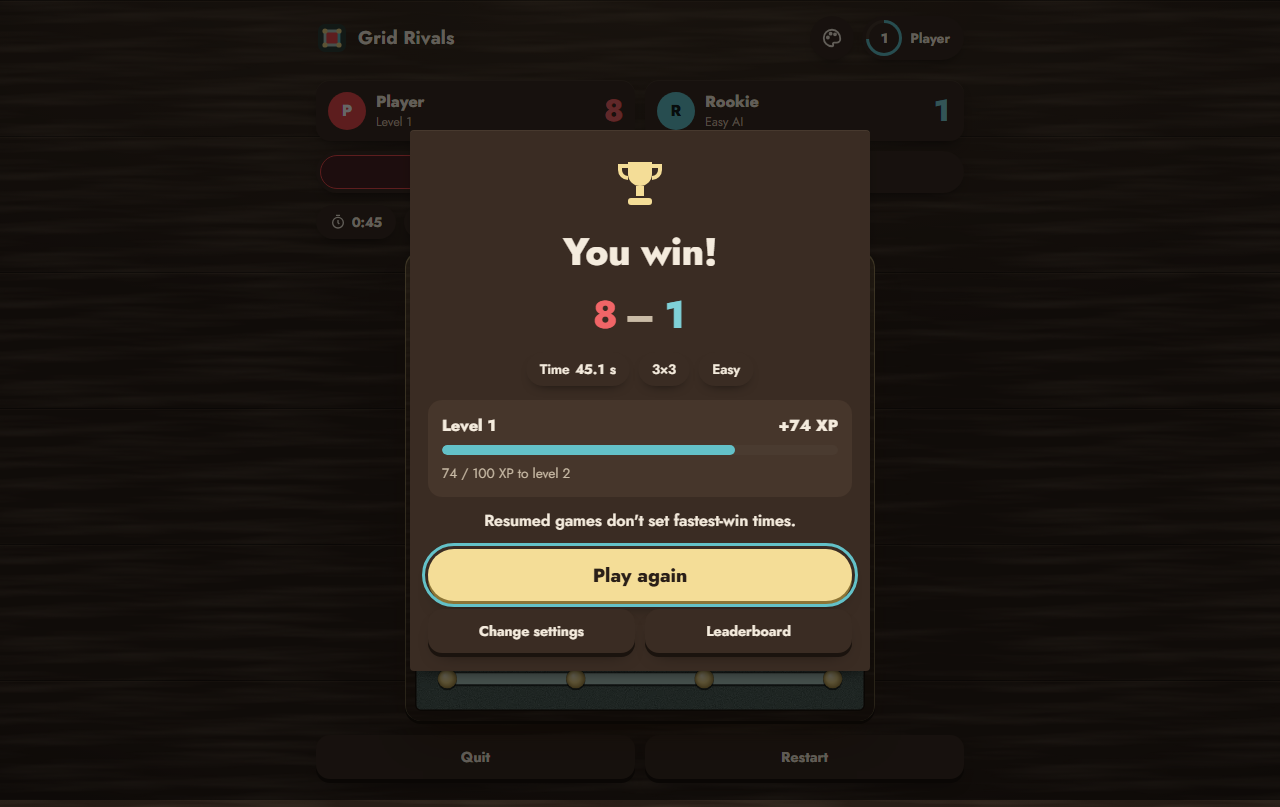 Grid Rivals
1 Player
P Player 8 R Rookie 1
Level 1 Easy AI
0:45
You win!
8 – 1
Time 45.1 s 3×3 Easy
Level 1 +74 XP
74 / 100 XP to level 2
Resumed games don't set fastest-win times.
Play again
Change settings Leaderboard
Quit Restart